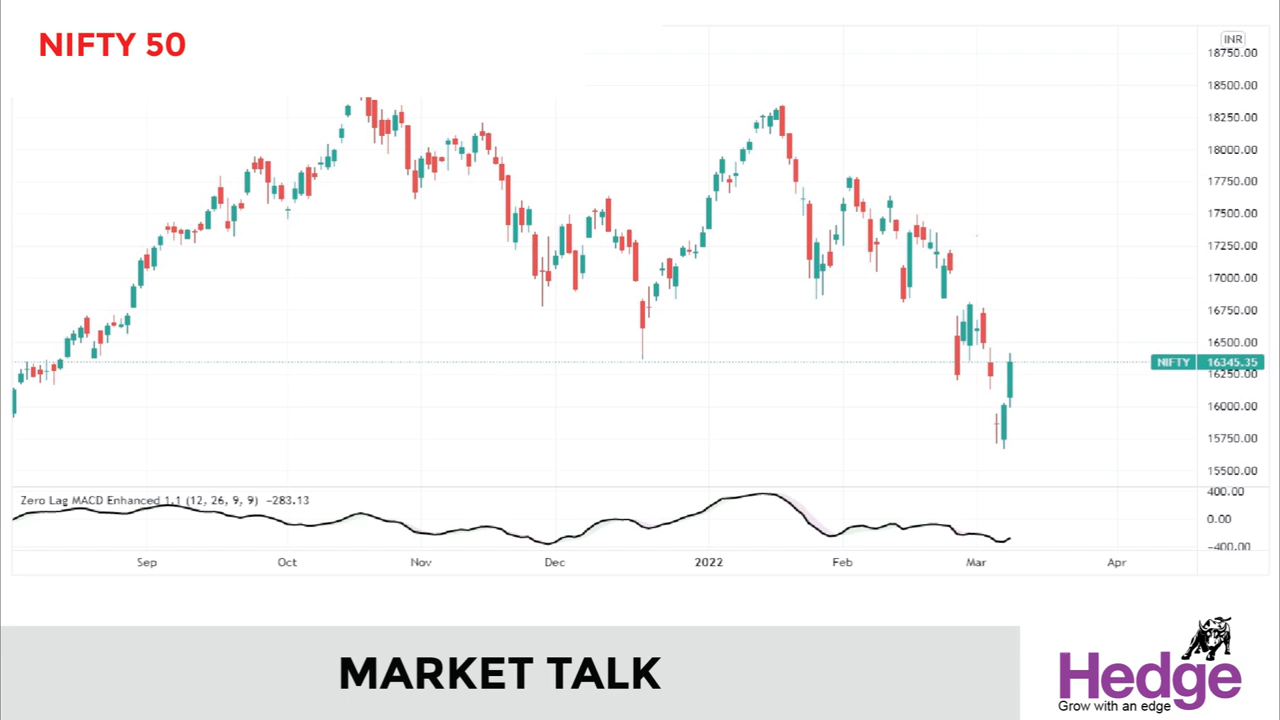 NIFTY 50
INR
18750.00
18500.00
18250.00
18000.00
17750.00
17500.00
17250.00
17000.00
16750.00
16500.00
NIFTY 16345.35
16250.00
16000.00
15750.00
15500.00
Zero Lag MACD Enhanced 1.1 (12, 26, 9, 9) −283.13
400.00
0.00
−400.00
Sep Oct Nov Dec 2022 Feb Mar Apr
MARKET TALK
Hedge
Grow with an edge